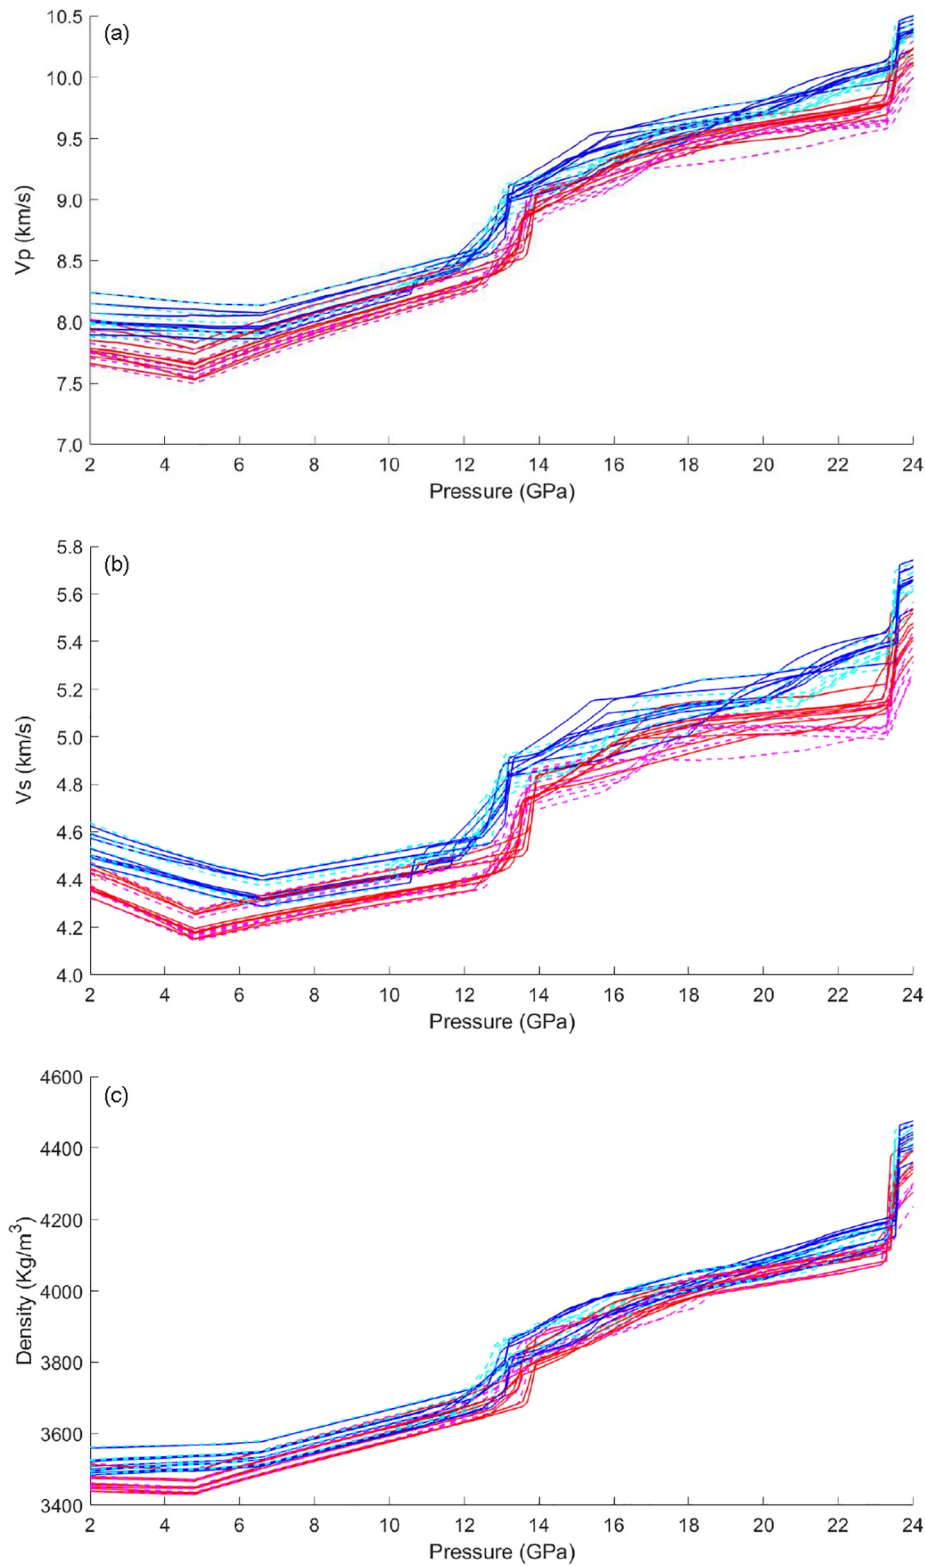 (a)
10.5
10.0
9.5
9.0
8.5
8.0
7.5
7.0
Vp (km/s)
2 4 6 8 10 12 14 16 18 20 22 24
Pressure (GPa)
(b)
5.8
5.6
5.4
5.2
5.0
4.8
4.6
4.4
4.2
4.0
Vs (km/s)
2 4 6 8 10 12 14 16 18 20 22 24
Pressure (GPa)
(c)
4600
4400
4200
4000
3800
3600
3400
Density (Kg/m³)
2 4 6 8 10 12 14 16 18 20 22 24
Pressure (GPa)